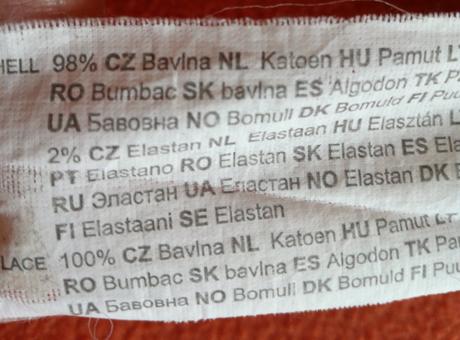 HELL 98% CZ Bavlna NL Katoen HU Pamut
RO Bumbac SK bavlna ES Algodon TK
UA Бавовна NO Bomull DK Bomuld FI
2% CZ Elastan NL Elastaan HU Elasztán
PT Elastano RO Elastan SK Elastan ES
RU Эластан UA Еластан NO Elastan DK
FI Elastaani SE Elastan
LACE 100% CZ Bavlna NL Katoen HU Pamut
RO Bumbac SK bavlna ES Algodon TK
UA Бавовна NO Bomull DK Bomuld FI